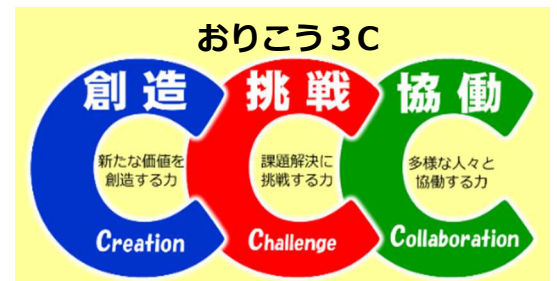 おりこう３C
創造
新たな価値を
創造する力
Creation
挑戦
課題解決に
挑戦する力
Challenge
協働
多様な人々と
協働する力
Collaboration